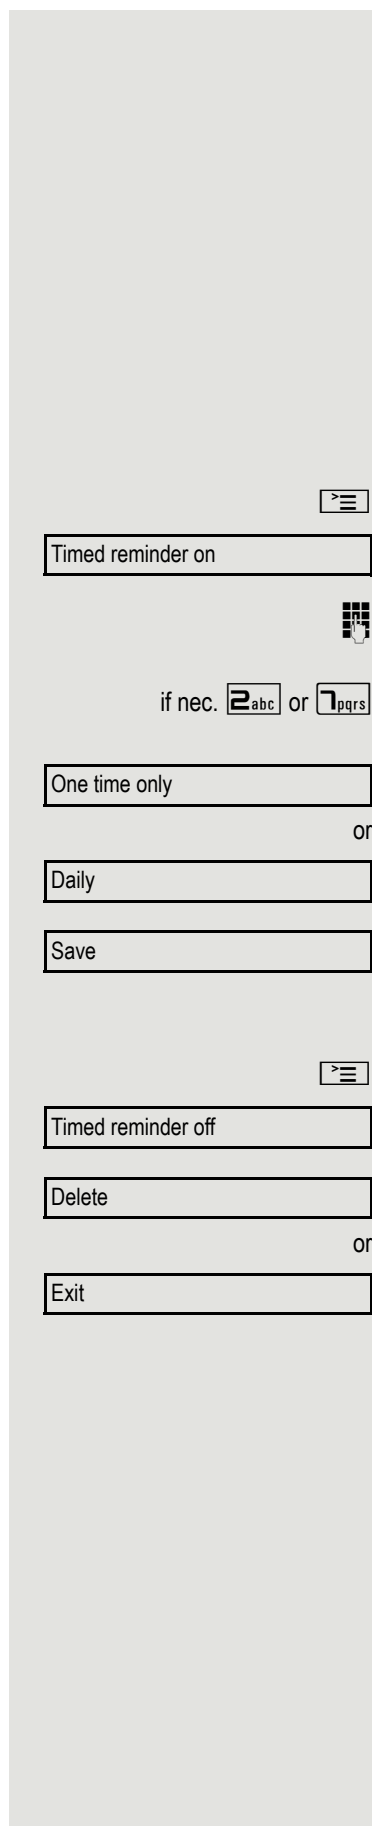 Timed reminder on
if nec. 2abc or 7pqrs
One time only
or
Daily
Save
Timed reminder off
Delete
or
Exit